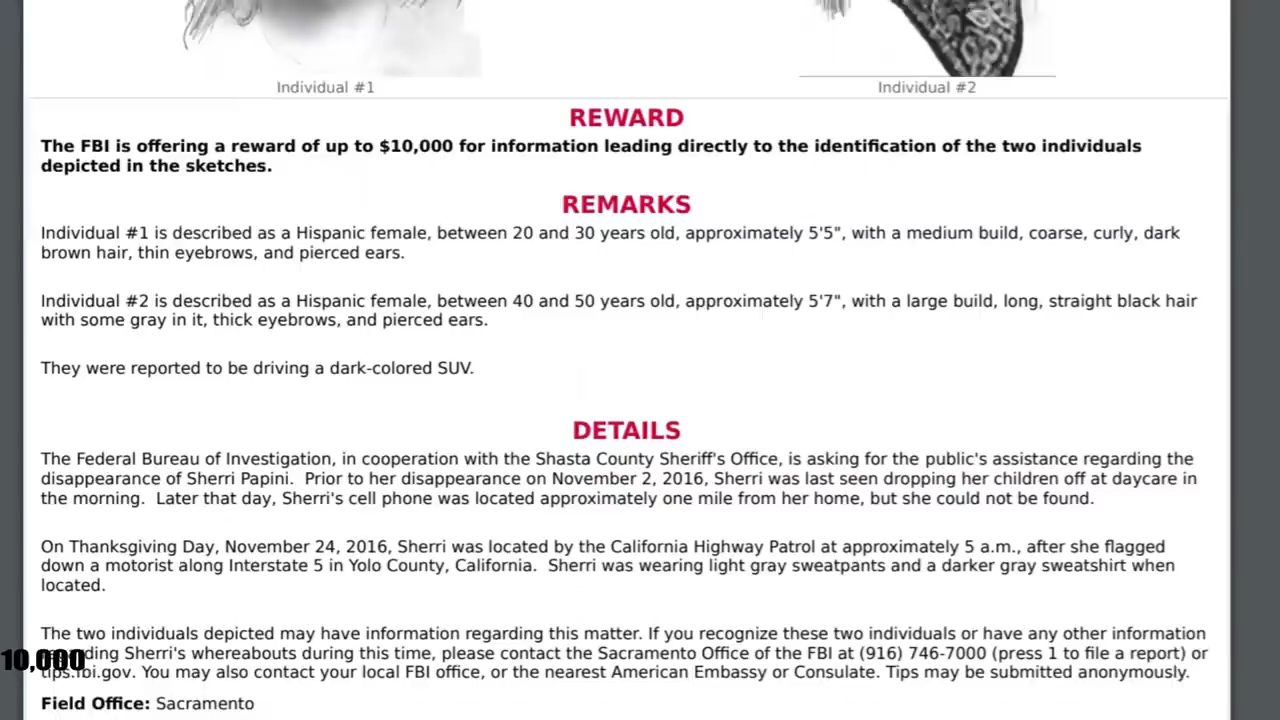 Individual #1
Individual #2
REWARD
The FBI is offering a reward of up to $10,000 for information leading directly to the identification of the two individuals
depicted in the sketches.
REMARKS
Individual #1 is described as a Hispanic female, between 20 and 30 years old, approximately 5'5", with a medium build, coarse, curly, dark
brown hair, thin eyebrows, and pierced ears.
Individual #2 is described as a Hispanic female, between 40 and 50 years old, approximately 5'7", with a large build, long, straight black hair
with some gray in it, thick eyebrows, and pierced ears.
They were reported to be driving a dark-colored SUV.
DETAILS
The Federal Bureau of Investigation, in cooperation with the Shasta County Sheriff's Office, is asking for the public's assistance regarding the
disappearance of Sherri Papini.  Prior to her disappearance on November 2, 2016, Sherri was last seen dropping her children off at daycare in
the morning.  Later that day, Sherri's cell phone was located approximately one mile from her home, but she could not be found.
On Thanksgiving Day, November 24, 2016, Sherri was located by the California Highway Patrol at approximately 5 a.m., after she flagged
down a motorist along Interstate 5 in Yolo County, California.  Sherri was wearing light gray sweatpants and a darker gray sweatshirt when
located.
The two individuals depicted may have information regarding this matter. If you recognize these two individuals or have any other information
Sherri's whereabouts during this time, please contact the Sacramento Office of the FBI at (916) 746-7000 (press 1 to file a report) or
10,000
tips.fbi.gov. You may also contact your local FBI office, or the nearest American Embassy or Consulate. Tips may be submitted anonymously.
Field Office: Sacramento